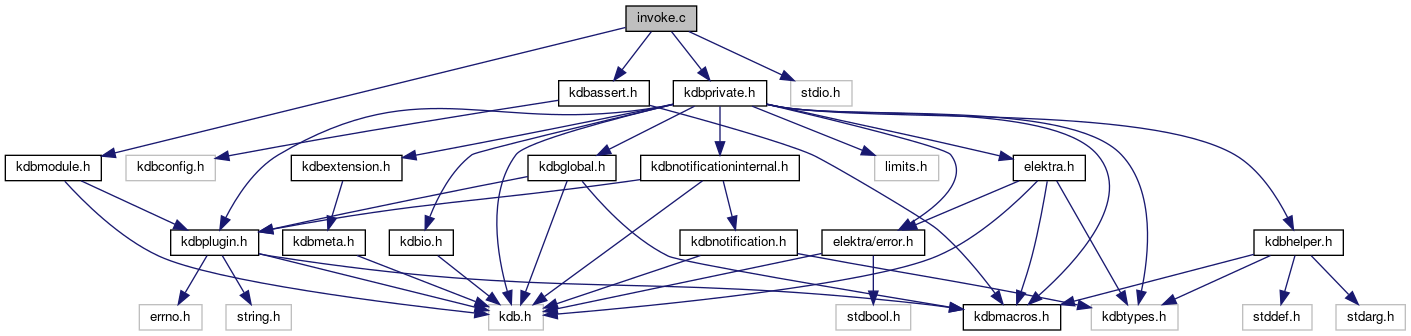 invoke.c
kdbassert.h
kdbprivate.h
stdio.h
kdbmodule.h
kdbconfig.h
kdbextension.h
kdbglobal.h
kdbnotificationinternal.h
limits.h
elektra.h
kdbplugin.h
kdbmeta.h
kdbio.h
kdbnotification.h
elektra/error.h
kdbhelper.h
errno.h
string.h
kdb.h
stdbool.h
kdbmacros.h
kdbtypes.h
stddef.h
stdarg.h